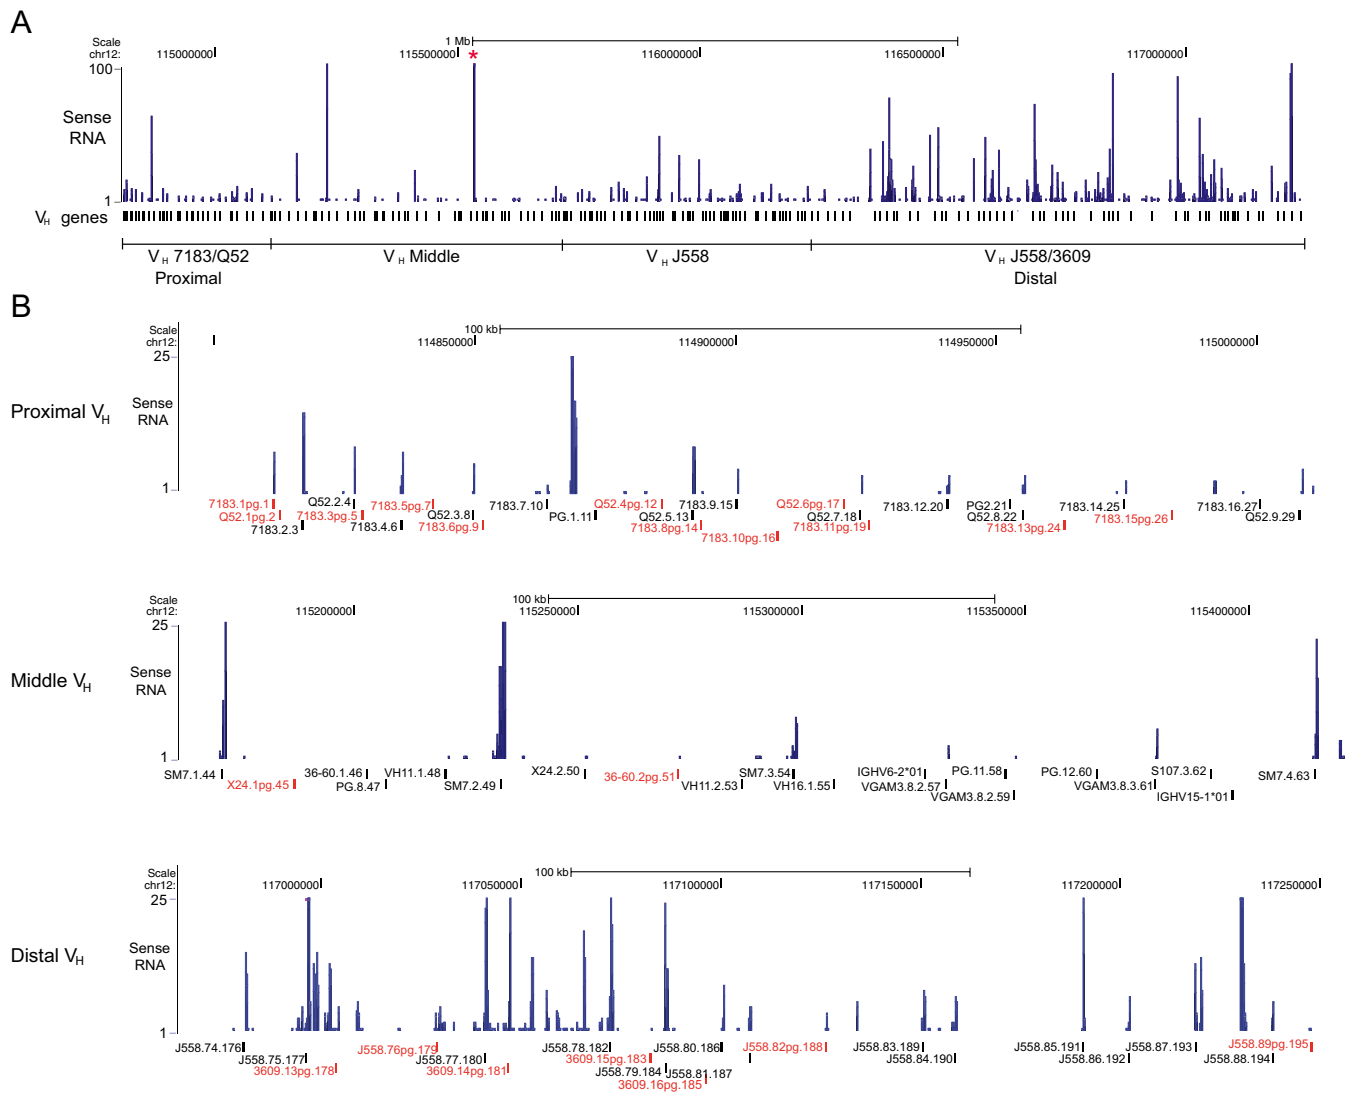 A
Scale
1 Mb
chr12:
115000000
115500000
116000000
116500000
117000000
*
100
Sense
RNA
1
VH genes
VH 7183/Q52
VH Middle
VH J558
VH J558/3609
Proximal
Distal
B
Scale
100 kb
chr12:
114850000
114900000
114950000
115000000
25
Proximal VH
Sense
RNA
1
7183.1pg.1
Q52.2.4
7183.5pg.7
7183.7.10
Q52.4pg.12
7183.9.15
Q52.6pg.17
7183.12.20
PG2.21
7183.14.25
7183.16.27
Q52.1pg.2
7183.3pg.5
Q52.3.8
PG.1.11
Q52.5.13
Q52.7.18
Q52.8.22
7183.15pg.26
Q52.9.29
7183.2.3
7183.4.6
7183.6pg.9
7183.8pg.14
7183.11pg.19
7183.13pg.24
7183.10pg.16
Scale
100 kb
chr12:
115200000
115250000
115300000
115350000
115400000
25
Middle VH
Sense
RNA
1
SM7.1.44
36-60.1.46
VH11.1.48
X24.2.50
36-60.2pg.51
SM7.3.54
IGHV6-2*01
PG.11.58
PG.12.60
S107.3.62
SM7.4.63
X24.1pg.45
PG.8.47
SM7.2.49
VH11.2.53
VH16.1.55
VGAM3.8.2.57
VGAM3.8.3.61
VGAM3.8.2.59
IGHV15-1*01
Scale
100 kb
chr12:
117000000
117050000
117100000
117150000
117200000
117250000
25
Distal VH
Sense
RNA
1
J558.74.176
J558.76pg.179
J558.78.182
J558.80.186
J558.82pg.188
J558.83.189
J558.85.191
J558.87.193
J558.89pg.195
J558.75.177
J558.77.180
3609.15pg.183
J558.84.190
J558.86.192
J558.88.194
3609.13pg.178
3609.14pg.181
J558.79.184
J558.81.187
3609.16pg.185